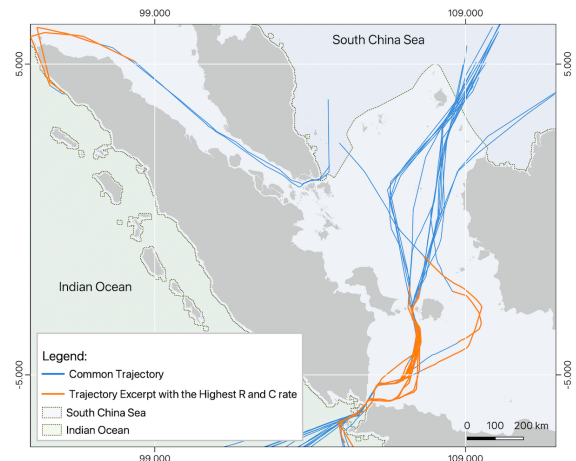 99.000
109.000
South China Sea
5.000
5.000
Indian Ocean
Legend:
Common Trajectory
Trajectory Excerpt with the Highest R and C rate
South China Sea
Indian Ocean
-5.000
-5.000
0 100 200 km
99.000
109.000